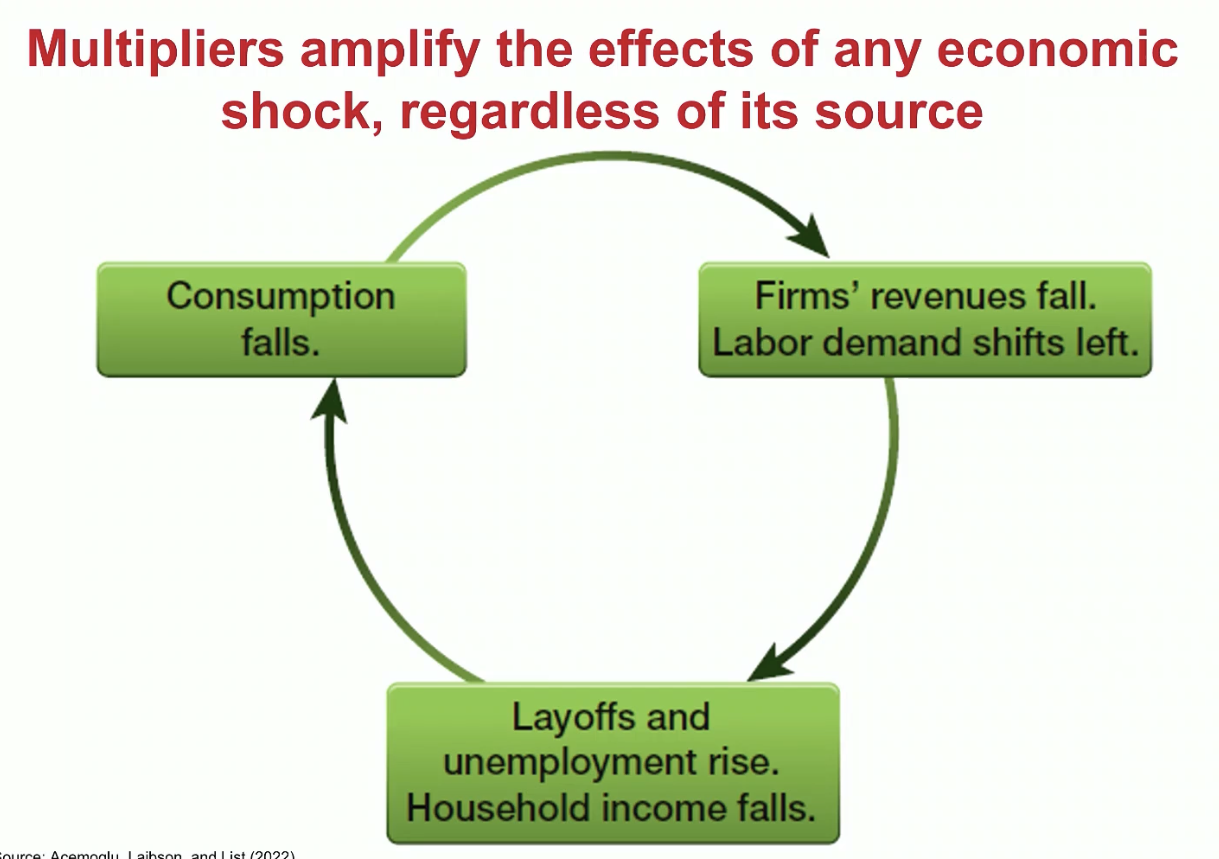 Multipliers amplify the effects of any economic
shock, regardless of its source
Consumption
falls.
Firms’ revenues fall.
Labor demand shifts left.
Layoffs and
unemployment rise.
Household income falls.
Source: Acemoglu, Laibson, and List (2022)